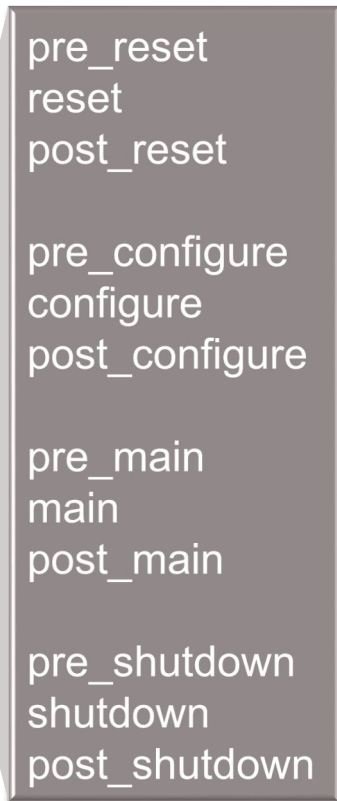 pre_reset
reset
post_reset
pre_configure
configure
post_configure
pre_main
main
post_main
pre_shutdown
shutdown
post_shutdown